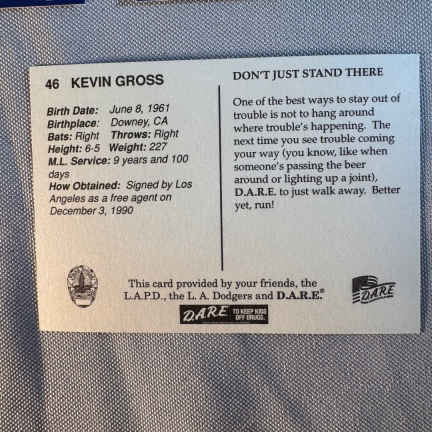 46 KEVIN GROSS
Birth Date: June 8, 1961
Birthplace: Downey, CA
Bats: Right Throws: Right
Height: 6-5 Weight: 227
M.L. Service: 9 years and 100
days
How Obtained: Signed by Los
Angeles as a free agent on
December 3, 1990
DON'T JUST STAND THERE
One of the best ways to stay out of
trouble is not to hang around
where trouble's happening. The
next time you see trouble coming
your way (you know, like when
someone's passing the beer
around or lighting up a joint),
D.A.R.E. to just walk away. Better
yet, run!
This card provided by your friends, the
L.A.P.D., the L. A. Dodgers and D.A.R.E.®
D.A.R.E. TO KEEP KIDS
OFF DRUGS.
DARE